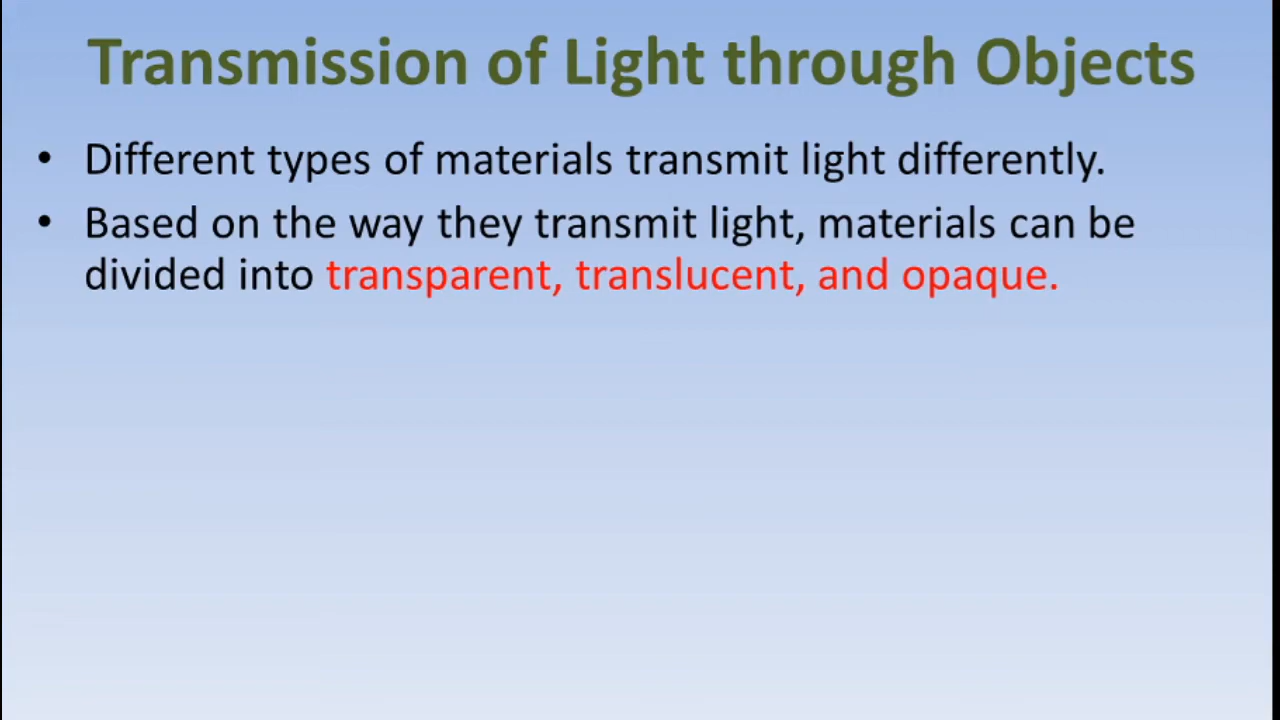 Transmission of Light through Objects
• Different types of materials transmit light differently.
• Based on the way they transmit light, materials can be
divided into transparent, translucent, and opaque.